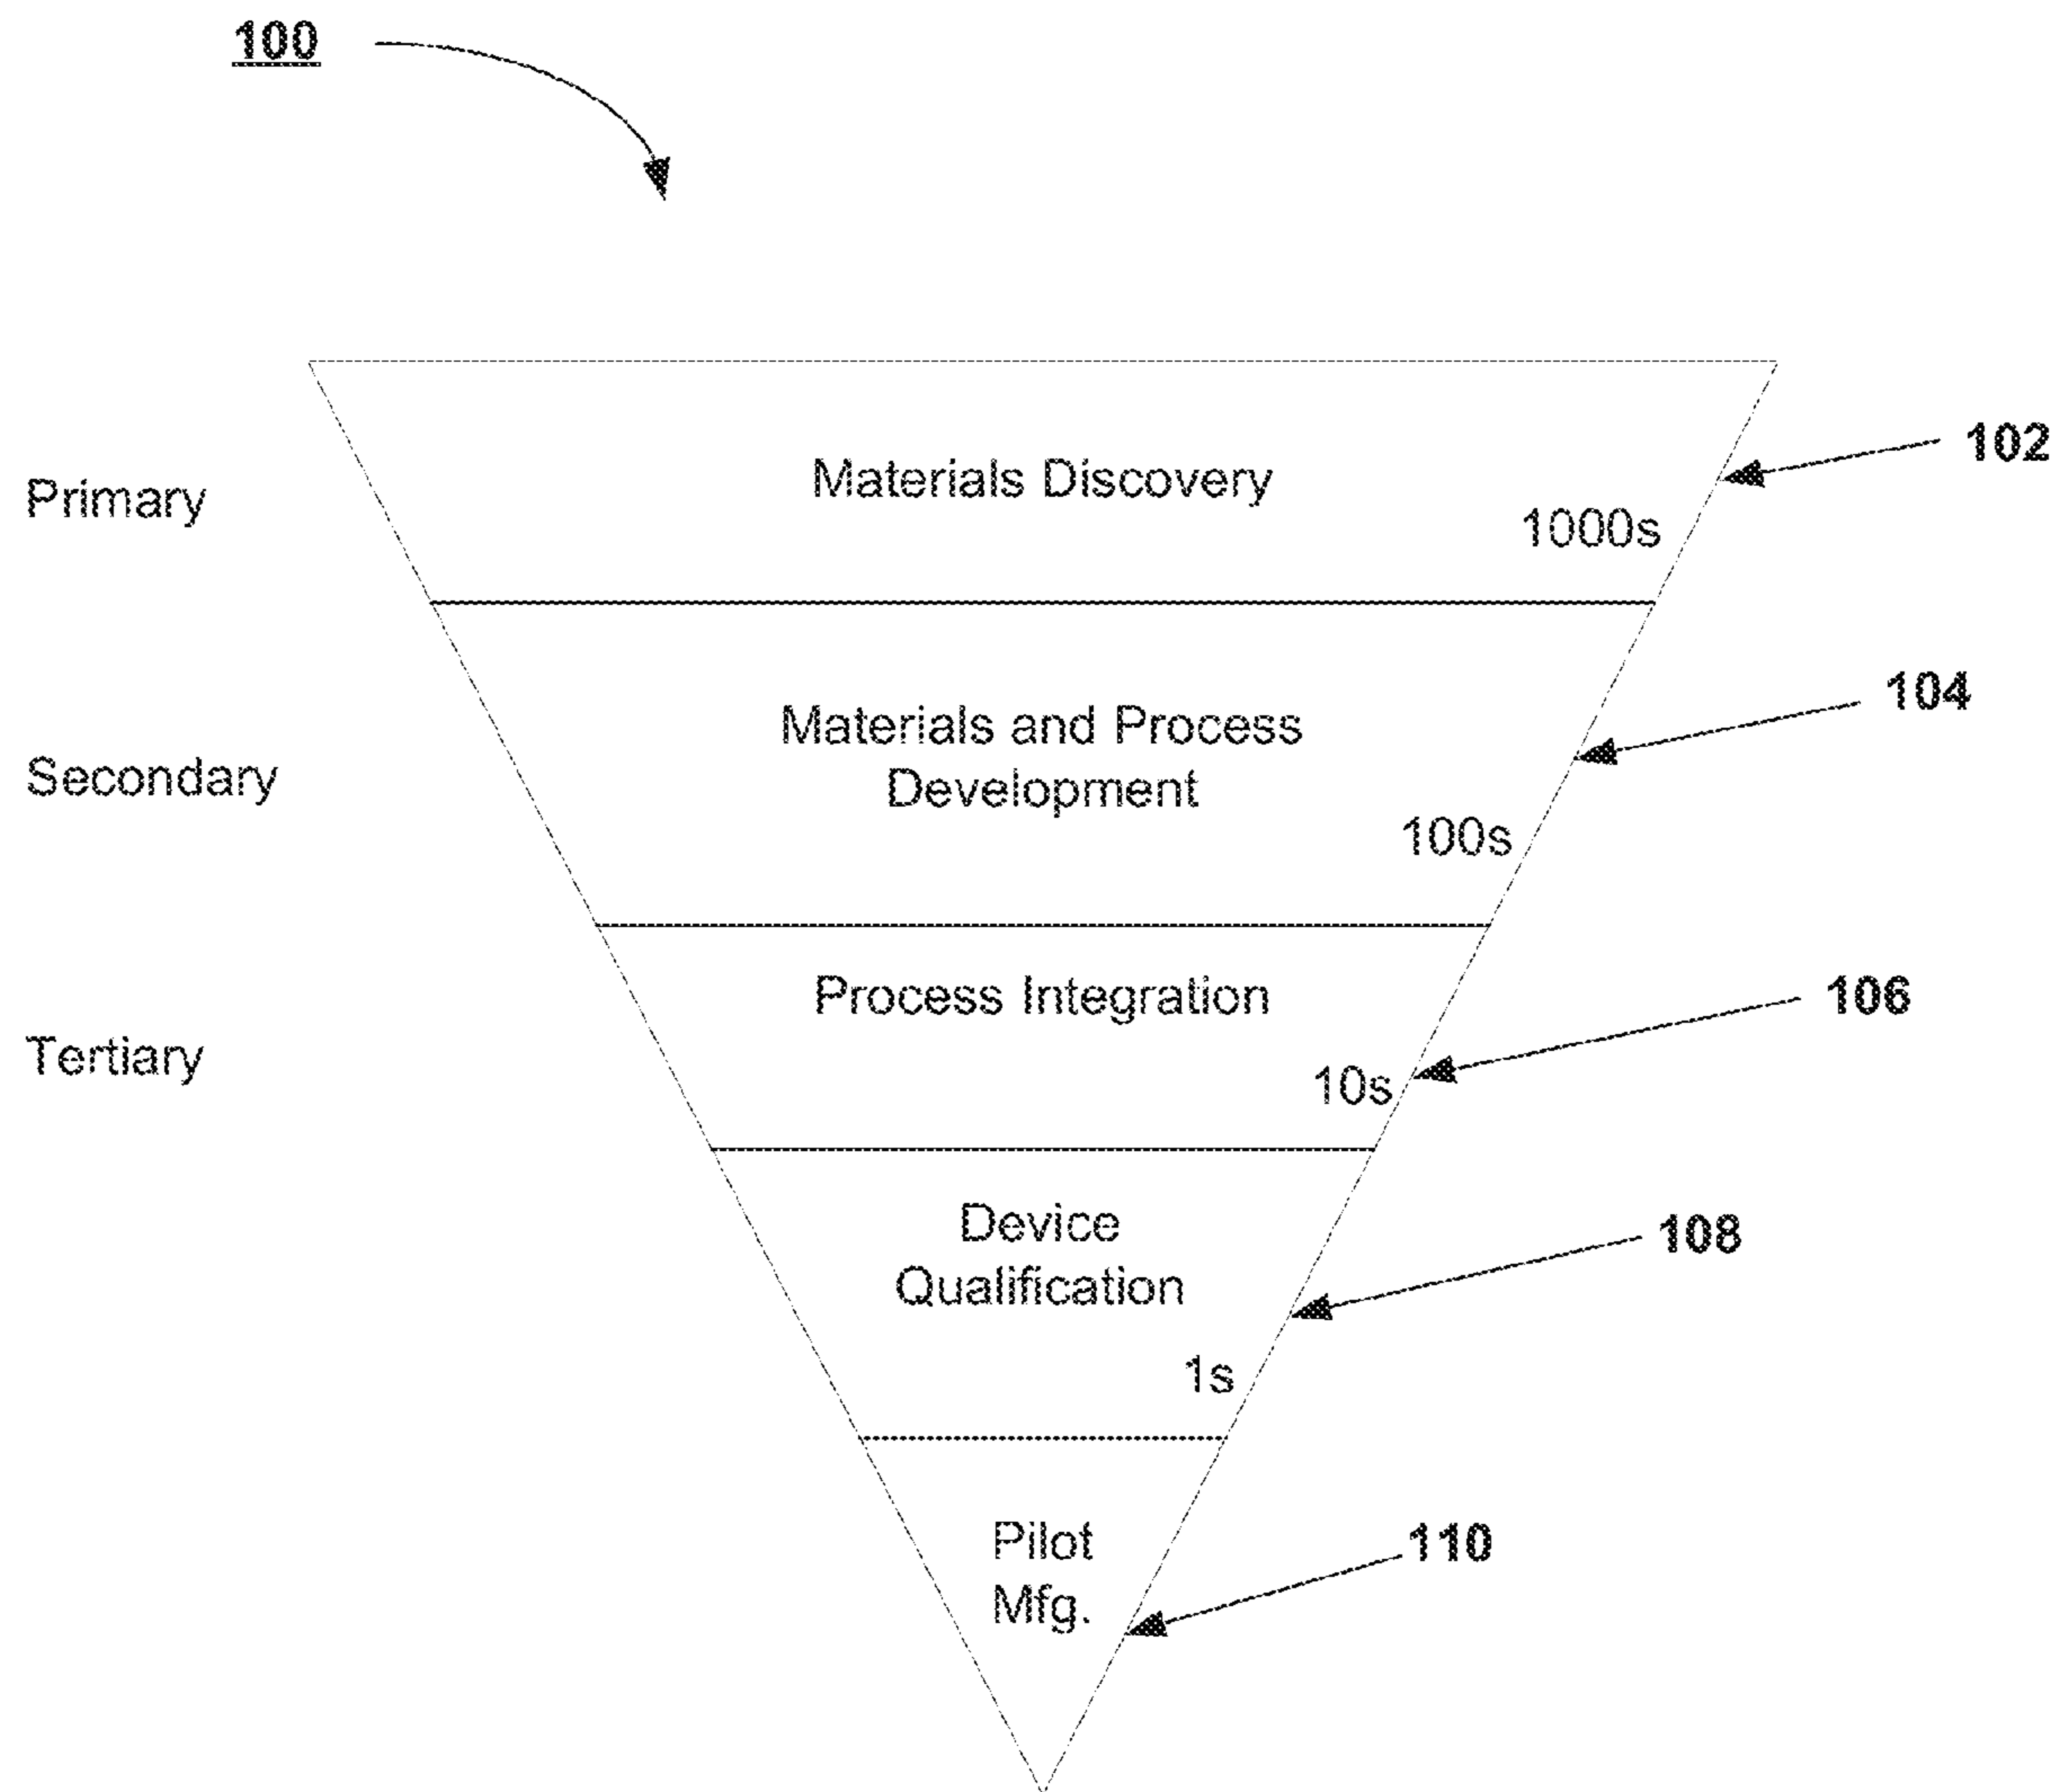 100
102
Materials Discovery
Primary
1000s
104
Materials and Process
Development
Secondary
100s
106
Process Integration
Tertiary
10s
108
Device
Qualification
1s
110
Pilot
Mfg.